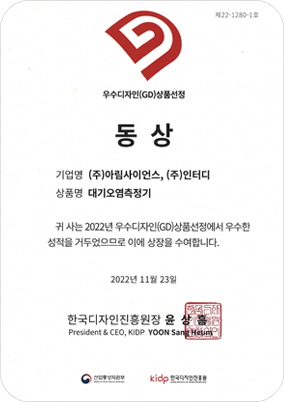 제22-1280-1호
우수디자인(GD)상품선정
동 상
기업명 (주)아림사이언스, (주)인터디
상품명 대기오염측정기
귀 사는 2022년 우수디자인(GD)상품선정에서 우수한
성적을 거두었으므로 이에 상장을 수여합니다.
2022년 11월 23일
한국디자인진흥원장 윤 상 흠
President & CEO, KIDP YOON Sang Heum
산업통상자원부 kidp 한국디자인진흥원